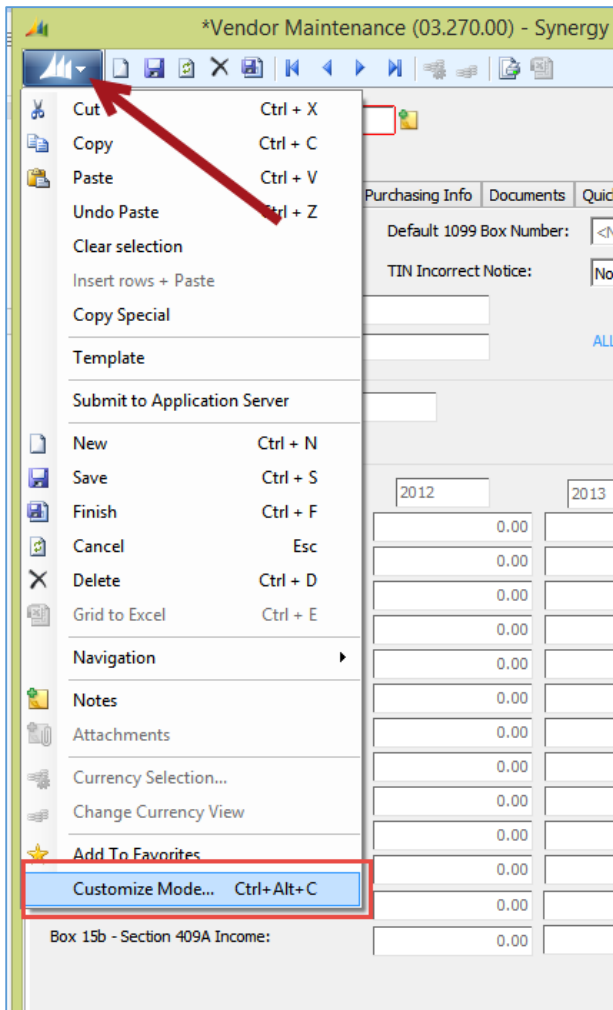 *Vendor Maintenance (03.270.00) - Synergy
Cut Ctrl + X
Copy Ctrl + C
Paste Ctrl + V
Undo Paste Ctrl + Z
Clear selection
Insert rows + Paste
Copy Special
Template
Submit to Application Server
New Ctrl + N
Save Ctrl + S
Finish Ctrl + F
Cancel Esc
Delete Ctrl + D
Grid to Excel Ctrl + E
Navigation
Notes
Attachments
Currency Selection...
Change Currency View
Add To Favorites
Customize Mode... Ctrl+Alt+C
Purchasing Info Documents Quic
Default 1099 Box Number: <N
TIN Incorrect Notice: No
ALL
2012 2013
0.00
0.00
0.00
0.00
0.00
0.00
0.00
0.00
0.00
0.00
0.00
0.00
Box 15b - Section 409A Income: 0.00